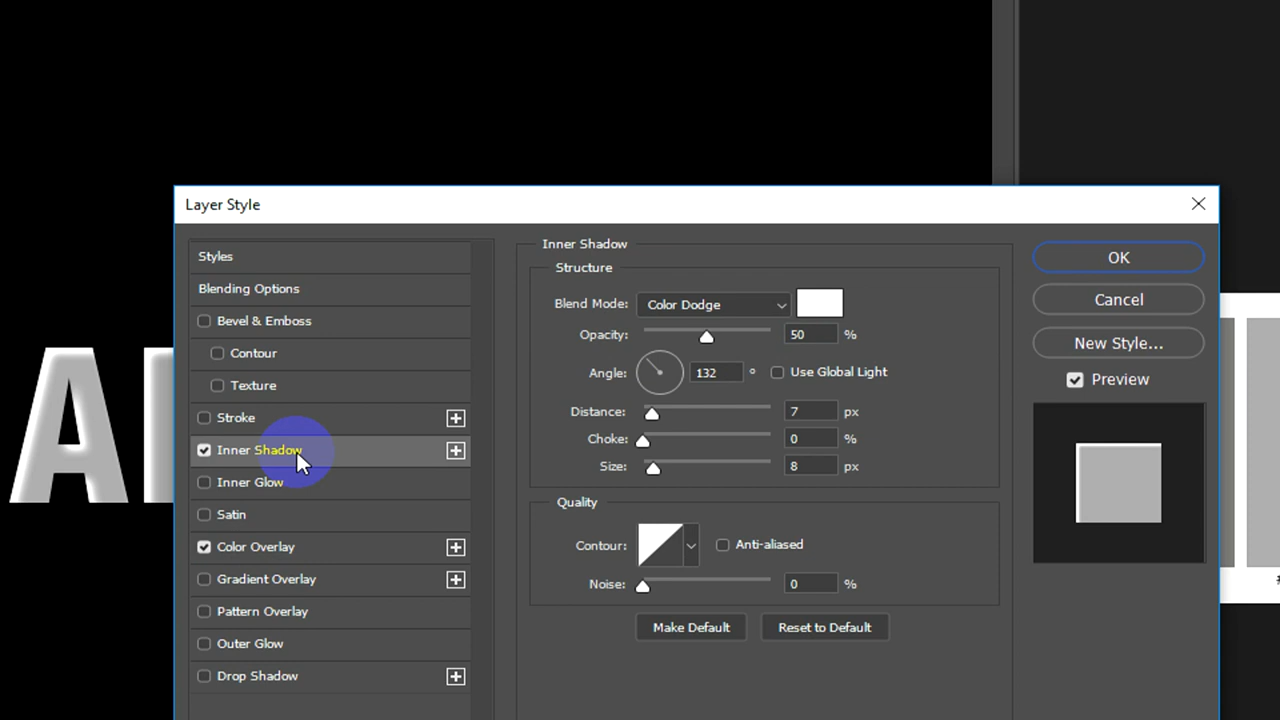 Layer Style
Styles
Blending Options
Bevel & Emboss
Contour
Texture
Stroke
Inner Shadow
Inner Glow
Satin
Color Overlay
Gradient Overlay
Pattern Overlay
Outer Glow
Drop Shadow
Inner Shadow
Structure
Blend Mode: Color Dodge
Opacity: 50 %
Angle: 132 ° Use Global Light
Distance: 7 px
Choke: 0 %
Size: 8 px
Quality
Contour: Anti-aliased
Noise: 0 %
Make Default Reset to Default
OK
Cancel
New Style...
Preview